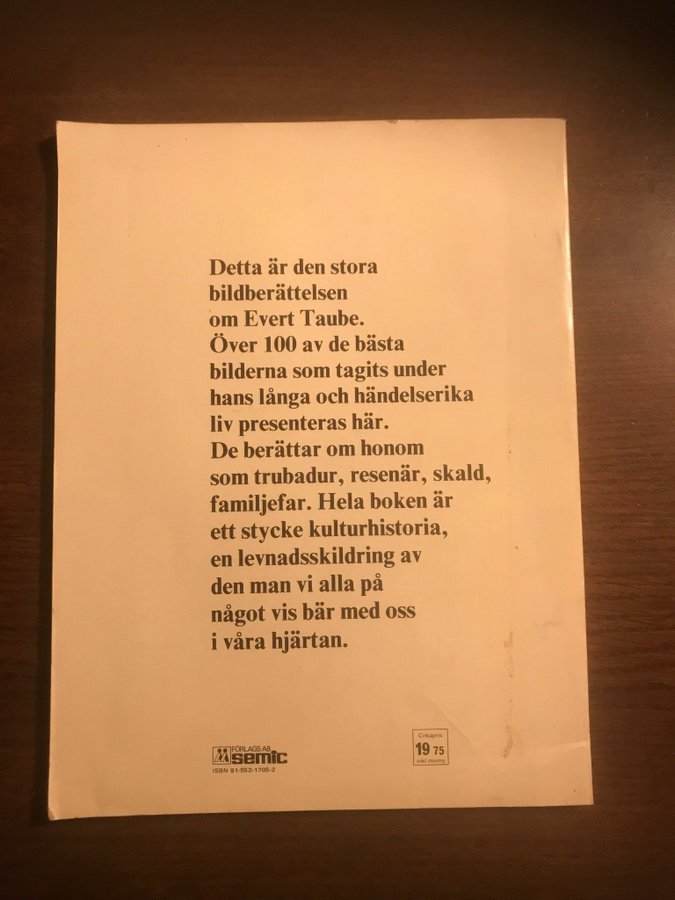 Detta är den stora
bildberättelsen
om Evert Taube.
Över 100 av de bästa
bilderna som tagits under
hans långa och händelserika
liv presenteras här.
De berättar om honom
som trubadur, resenär, skald,
familjefar. Hela boken är
ett stycke kulturhistoria,
en levnadsskildring av
den man vi alla på
något vis bär med oss
i våra hjärtan.
FÖRLAGS AB
semic
ISBN 91-552-1705-2
Cirkapris
19 75
inkl moms